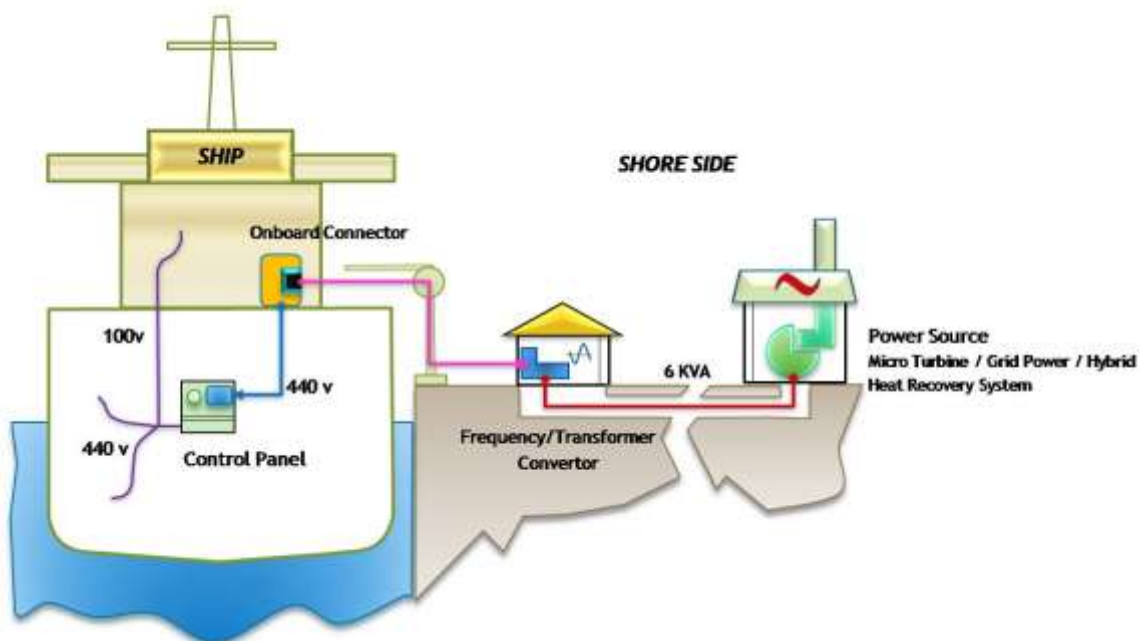 SHIP
SHORE SIDE
Onboard Connector
100v
440 v
440 v
Control Panel
6 KVA
Frequency/Transformer
Convertor
Power Source
Micro Turbine / Grid Power / Hybrid
Heat Recovery System